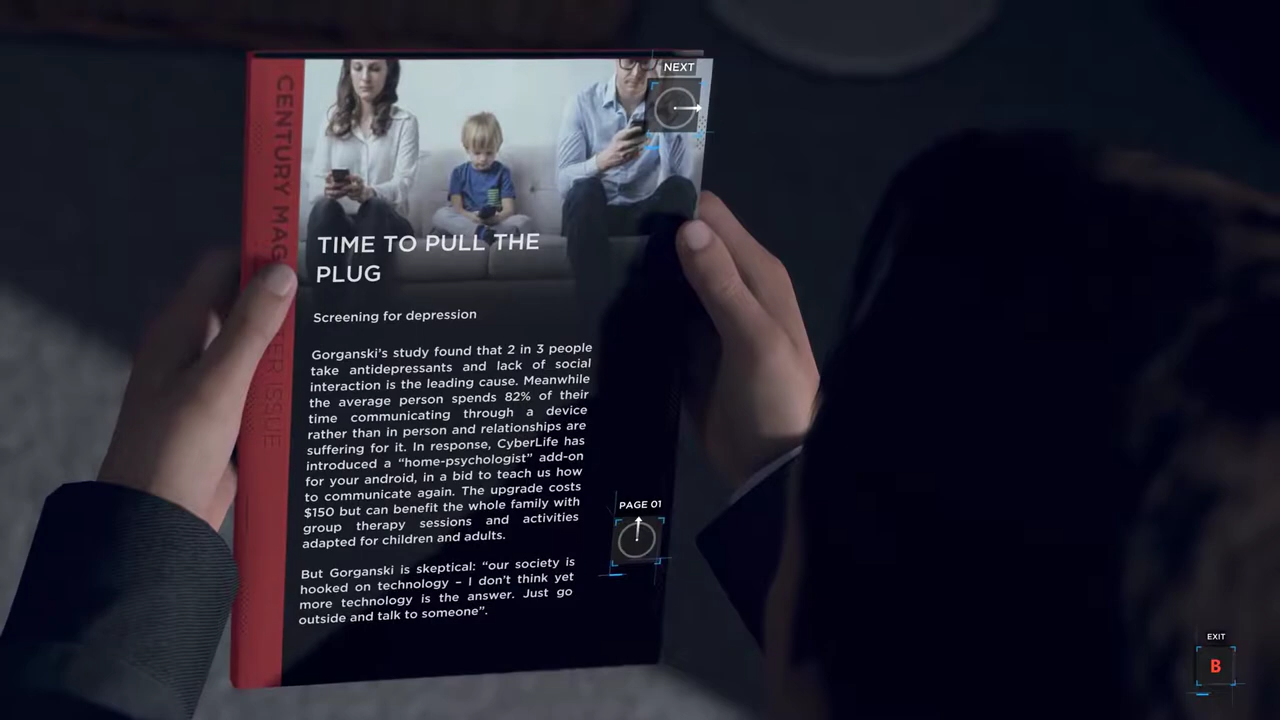 NEXT
CENTURY MAG
TER ISSUE
TIME TO PULL THE
PLUG
Screening for depression
Gorganski's study found that 2 in 3 people
take antidepressants and lack of social
interaction is the leading cause. Meanwhile
the average person spends 82% of their
time communicating through a device
rather than in person and relationships are
suffering for it. In response, CyberLife has
introduced a “home-psychologist” add-on
for your android, in a bid to teach us how
to communicate again. The upgrade costs
$150 but can benefit the whole family with
group therapy sessions and activities
adapted for children and adults.
But Gorganski is skeptical: “our society is
hooked on technology – I don't think yet
more technology is the answer. Just go
outside and talk to someone”.
PAGE 01
EXIT
B